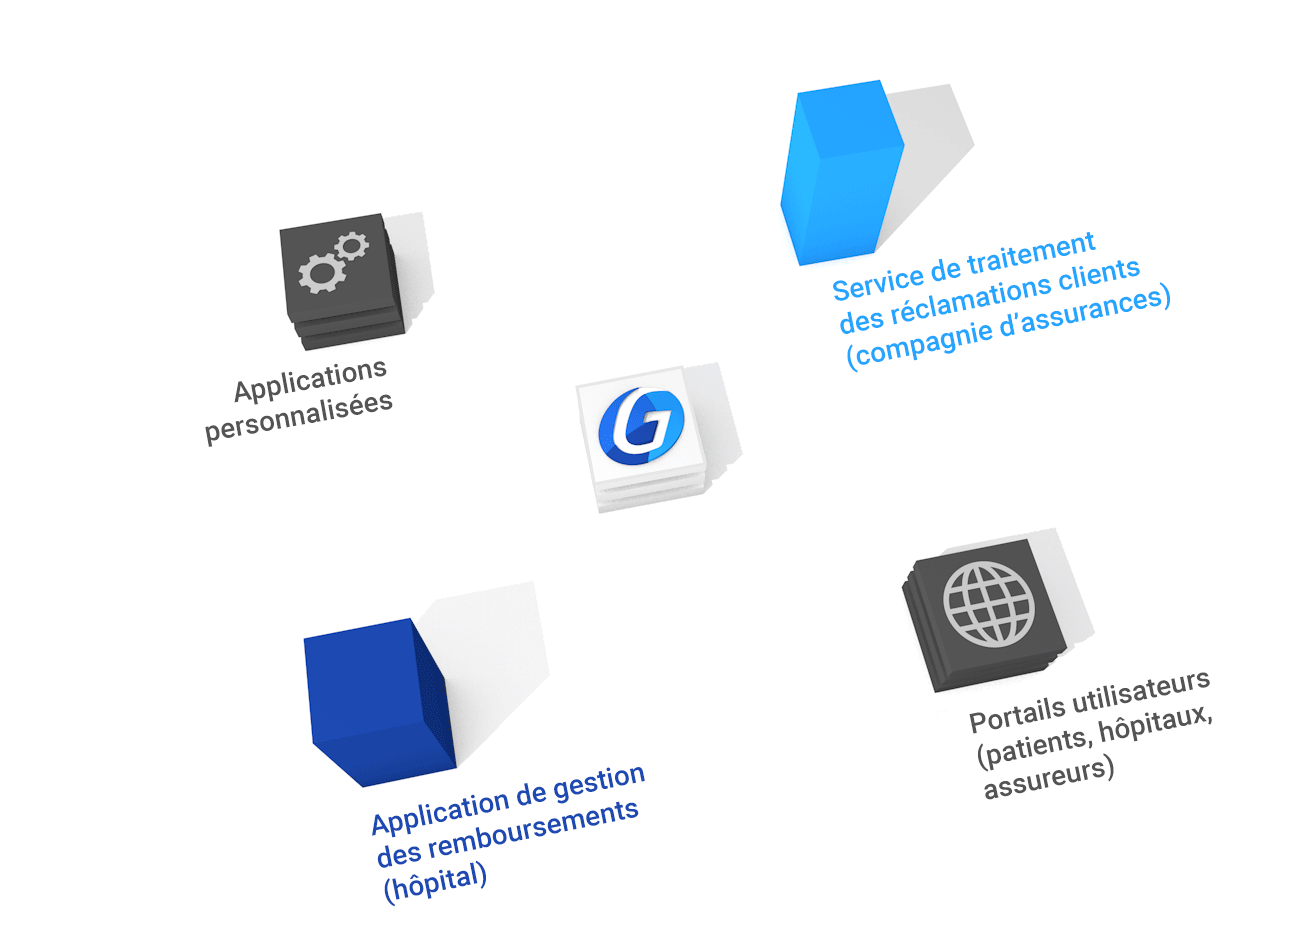 Service de traitement
des réclamations clients
(compagnie d’assurances)
Applications
personnalisées
G
Portails utilisateurs
(patients, hôpitaux,
assureurs)
Application de gestion
des remboursements
(hôpital)